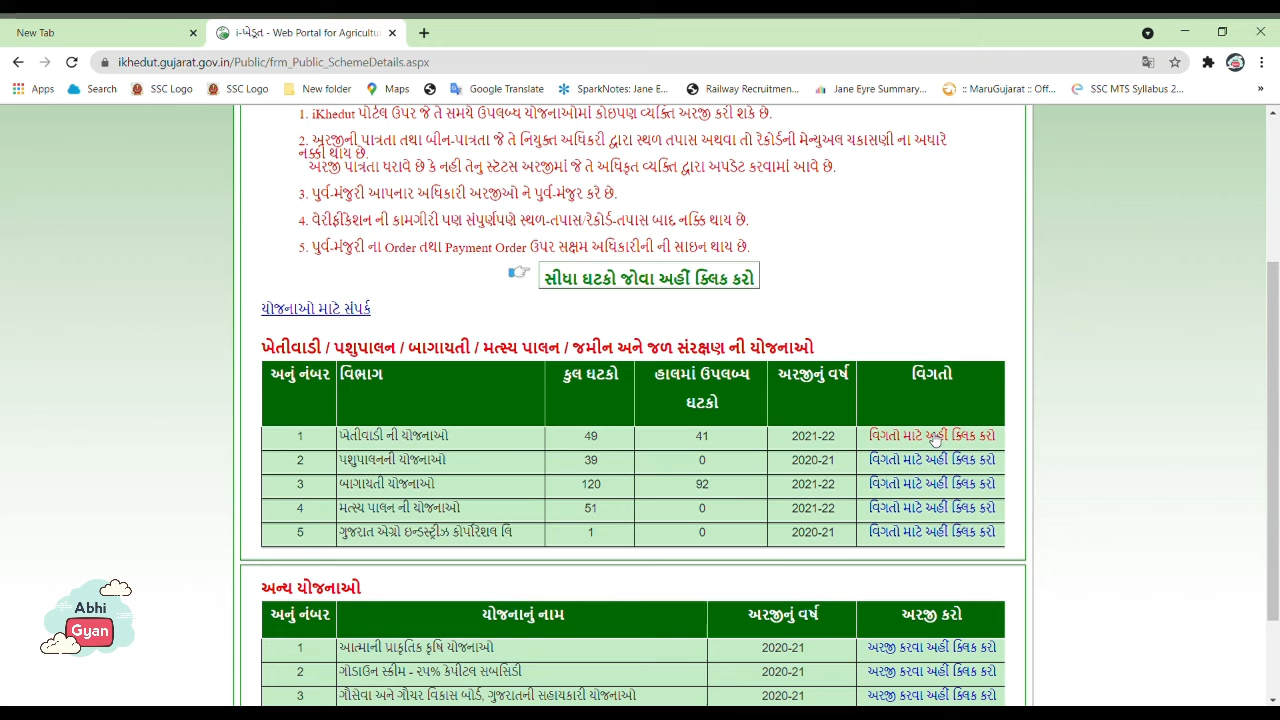 New Tab
i-ખેડૂત - Web Portal for Agricultu
ikhedut.gujarat.gov.in/Public/frm_Public_SchemeDetails.aspx
Apps Search SSC Logo SSC Logo New folder Maps Google Translate SparkNotes: Jane E... Railway Recruitmen... Jane Eyre Summary... :: MaruGujarat :: Of... SSC MTS Syllabus 2... »
1. iKhedut પોર્ટલ ઉપર જે તે સમયે ઉપલબ્ધ યોજનાઓમાં કોઇપણ વ્યક્તિ અરજી કરી શકે છે.
2. અરજીની પાત્રતા તથા બીન-પાત્રતા જે તે નિયુક્ત અધિકરી દ્વારા સ્થળ તપાસ અથવા તો રેકોર્ડની મેન્યુઅલ ચકાસણી ના અધારે
નક્કી થાય છે.
અરજી પાત્રતા ધરાવે છે કે નહી તેનુ સ્ટેટસ અરજીમાં જે તે અધિકૃત વ્યક્તિ દ્વારા અપડેટ કરવામાં આવે છે.
3. પુર્વ-મંજુરી આપનાર અધિકારી અરજીઓ ને પુર્વ-મંજુર કરે છે.
4. વેરીફીકેશન ની કામગીરી પણ સંપુર્ણપણે સ્થળ-તપાસ/રેકોર્ડ-તપાસ બાદ નક્કિ થાય છે.
5. પુર્વ-મંજુરી ના Order તથા Payment Order ઉપર સક્ષમ અધિકારીની ની સાઇન થાય છે.
સીધા ઘટકો જોવા અહીં ક્લિક કરો
યોજનાઓ માટે સંપર્ક
ખેતીવાડી / પશુપાલન / બાગાયતી / મત્સ્ય પાલન / જમીન અને જળ સંરક્ષણ ની યોજનાઓ
અનું નંબર વિભાગ કુલ ઘટકો હાલમાં ઉપલબ્ધ ઘટકો અરજીનું વર્ષ વિગતો
1 ખેતીવાડી ની યોજનાઓ 49 41 2021-22 વિગતો માટે અહીં ક્લિક કરો
2 પશુપાલનની યોજનાઓ 39 0 2020-21 વિગતો માટે અહીં ક્લિક કરો
3 બાગાયતી યોજનાઓ 120 92 2021-22 વિગતો માટે અહીં ક્લિક કરો
4 મત્સ્ય પાલન ની યોજનાઓ 51 0 2021-22 વિગતો માટે અહીં ક્લિક કરો
5 ગુજરાત એગ્રો ઇન્ડસ્ટ્રીઝ કોર્પોરેશલ લિ 1 0 2020-21 વિગતો માટે અહીં ક્લિક કરો
Abhi
Gyan
અન્ય યોજનાઓ
અનું નંબર યોજનાનું નામ અરજીનું વર્ષ અરજી કરો
1 આત્માની પ્રાકૃતિક કૃષિ યોજનાઓ 2020-21 અરજી કરવા અહીં ક્લિક કરો
2 ગોડાઉન સ્કીમ - ૨૫% કેપીટલ સબસિડી 2020-21 અરજી કરવા અહીં ક્લિક કરો
3 ગૌસેવા અને ગૌચર વિકાસ બોર્ડ, ગુજરાતની સહાયકારી યોજનાઓ 2020-21 અરજી કરવા અહીં ક્લિક કરો